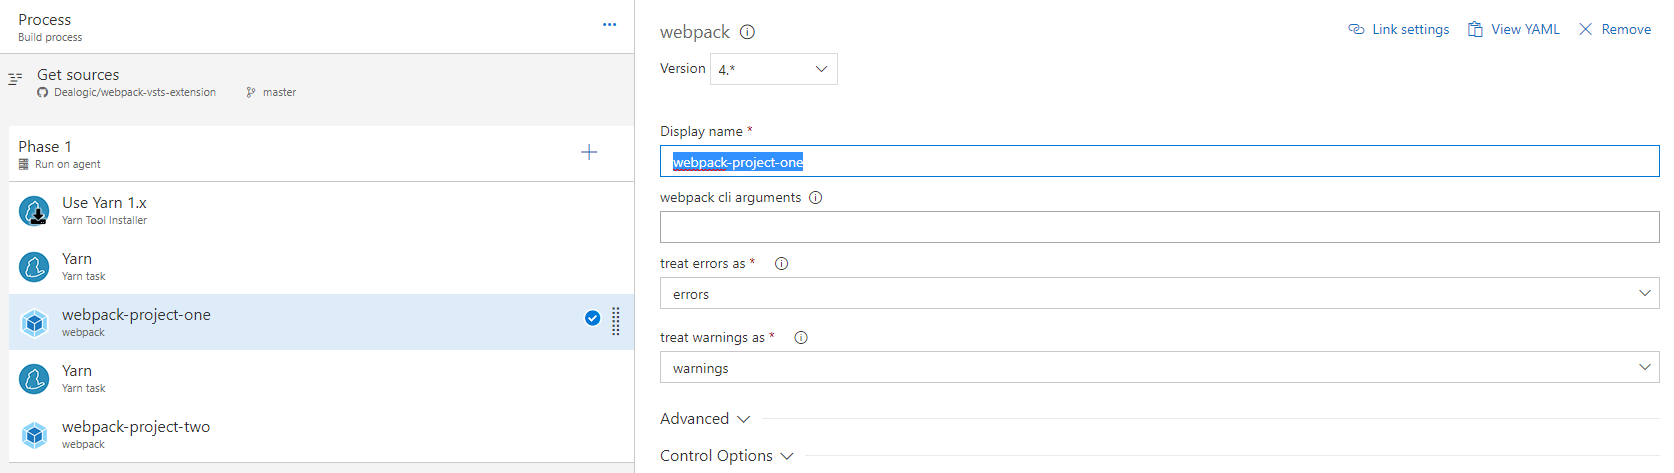 Process
Build process
Get sources
Dealogic/webpack-vsts-extension master
Phase 1
Run on agent
Use Yarn 1.x
Yarn Tool Installer
Yarn
Yarn task
webpack-project-one
webpack
Yarn
Yarn task
webpack-project-two
webpack
webpack
Link settings View YAML Remove
Version 4.*
Display name *
webpack-project-one
webpack cli arguments
treat errors as *
errors
treat warnings as *
warnings
Advanced
Control Options